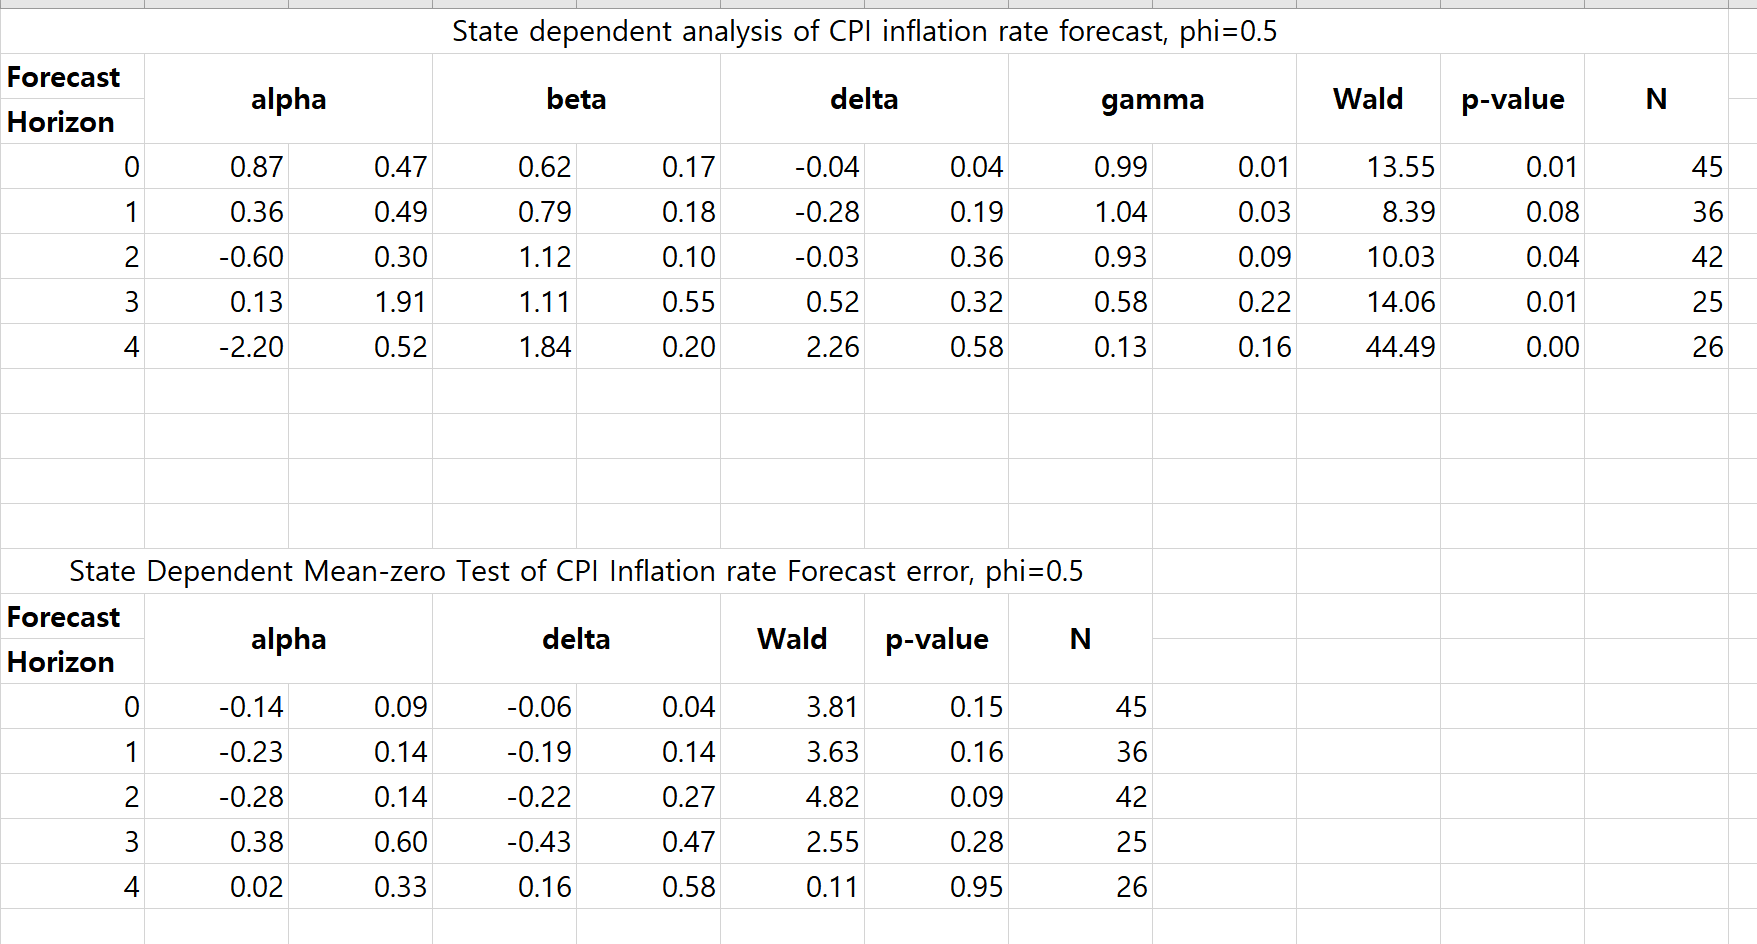 State dependent analysis of CPI inflation rate forecast, phi=0.5
Forecast Horizon alpha beta delta gamma Wald p-value N
0 0.87 0.47 0.62 0.17 -0.04 0.04 0.99 0.01 13.55 0.01 45
1 0.36 0.49 0.79 0.18 -0.28 0.19 1.04 0.03 8.39 0.08 36
2 -0.60 0.30 1.12 0.10 -0.03 0.36 0.93 0.09 10.03 0.04 42
3 0.13 1.91 1.11 0.55 0.52 0.32 0.58 0.22 14.06 0.01 25
4 -2.20 0.52 1.84 0.20 2.26 0.58 0.13 0.16 44.49 0.00 26
State Dependent Mean-zero Test of CPI Inflation rate Forecast error, phi=0.5
Forecast Horizon alpha delta Wald p-value N
0 -0.14 0.09 -0.06 0.04 3.81 0.15 45
1 -0.23 0.14 -0.19 0.14 3.63 0.16 36
2 -0.28 0.14 -0.22 0.27 4.82 0.09 42
3 0.38 0.60 -0.43 0.47 2.55 0.28 25
4 0.02 0.33 0.16 0.58 0.11 0.95 26